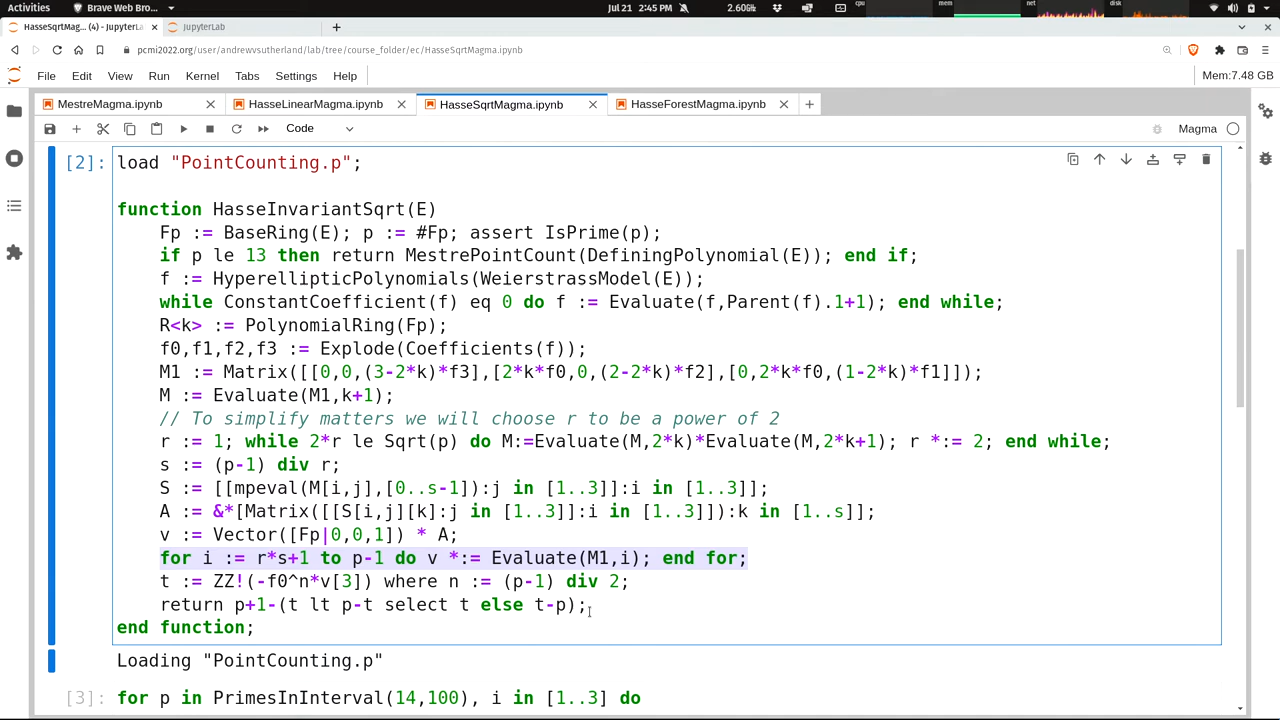 Activities Brave Web Bro... Jul 21 2:45 PM 2.60GHz cpu mem net disk
HasseSqrtMagma... (4) - JupyterLa JupyterLab
pcmi2022.org/user/andrewvsutherland/lab/tree/course_folder/ec/HasseSqrtMagma.ipynb
File Edit View Run Kernel Tabs Settings Help Mem:7.48 GB
MestreMagma.ipynb HasseLinearMagma.ipynb HasseSqrtMagma.ipynb HasseForestMagma.ipynb
Code Magma
[2]: load "PointCounting.p";
function HasseInvariantSqrt(E)
Fp := BaseRing(E); p := #Fp; assert IsPrime(p);
if p le 13 then return MestrePointCount(DefiningPolynomial(E)); end if;
f := HyperellipticPolynomials(WeierstrassModel(E));
while ConstantCoefficient(f) eq 0 do f := Evaluate(f,Parent(f).1+1); end while;
R<k> := PolynomialRing(Fp);
f0,f1,f2,f3 := Explode(Coefficients(f));
M1 := Matrix([[0,0,(3-2*k)*f3],[2*k*f0,0,(2-2*k)*f2],[0,2*k*f0,(1-2*k)*f1]]);
M := Evaluate(M1,k+1);
// To simplify matters we will choose r to be a power of 2
r := 1; while 2*r le Sqrt(p) do M:=Evaluate(M,2*k)*Evaluate(M,2*k+1); r *:= 2; end while;
s := (p-1) div r;
S := [[mpeval(M[i,j],[0..s-1]):j in [1..3]]:i in [1..3]];
A := &*[Matrix([[S[i,j][k]:j in [1..3]]:i in [1..3]]):k in [1..s]];
v := Vector([Fp|0,0,1]) * A;
for i := r*s+1 to p-1 do v *:= Evaluate(M1,i); end for;
t := ZZ!(-f0^n*v[3]) where n := (p-1) div 2;
return p+1-(t lt p-t select t else t-p);
end function;
Loading "PointCounting.p"
[3]: for p in PrimesInInterval(14,100), i in [1..3] do